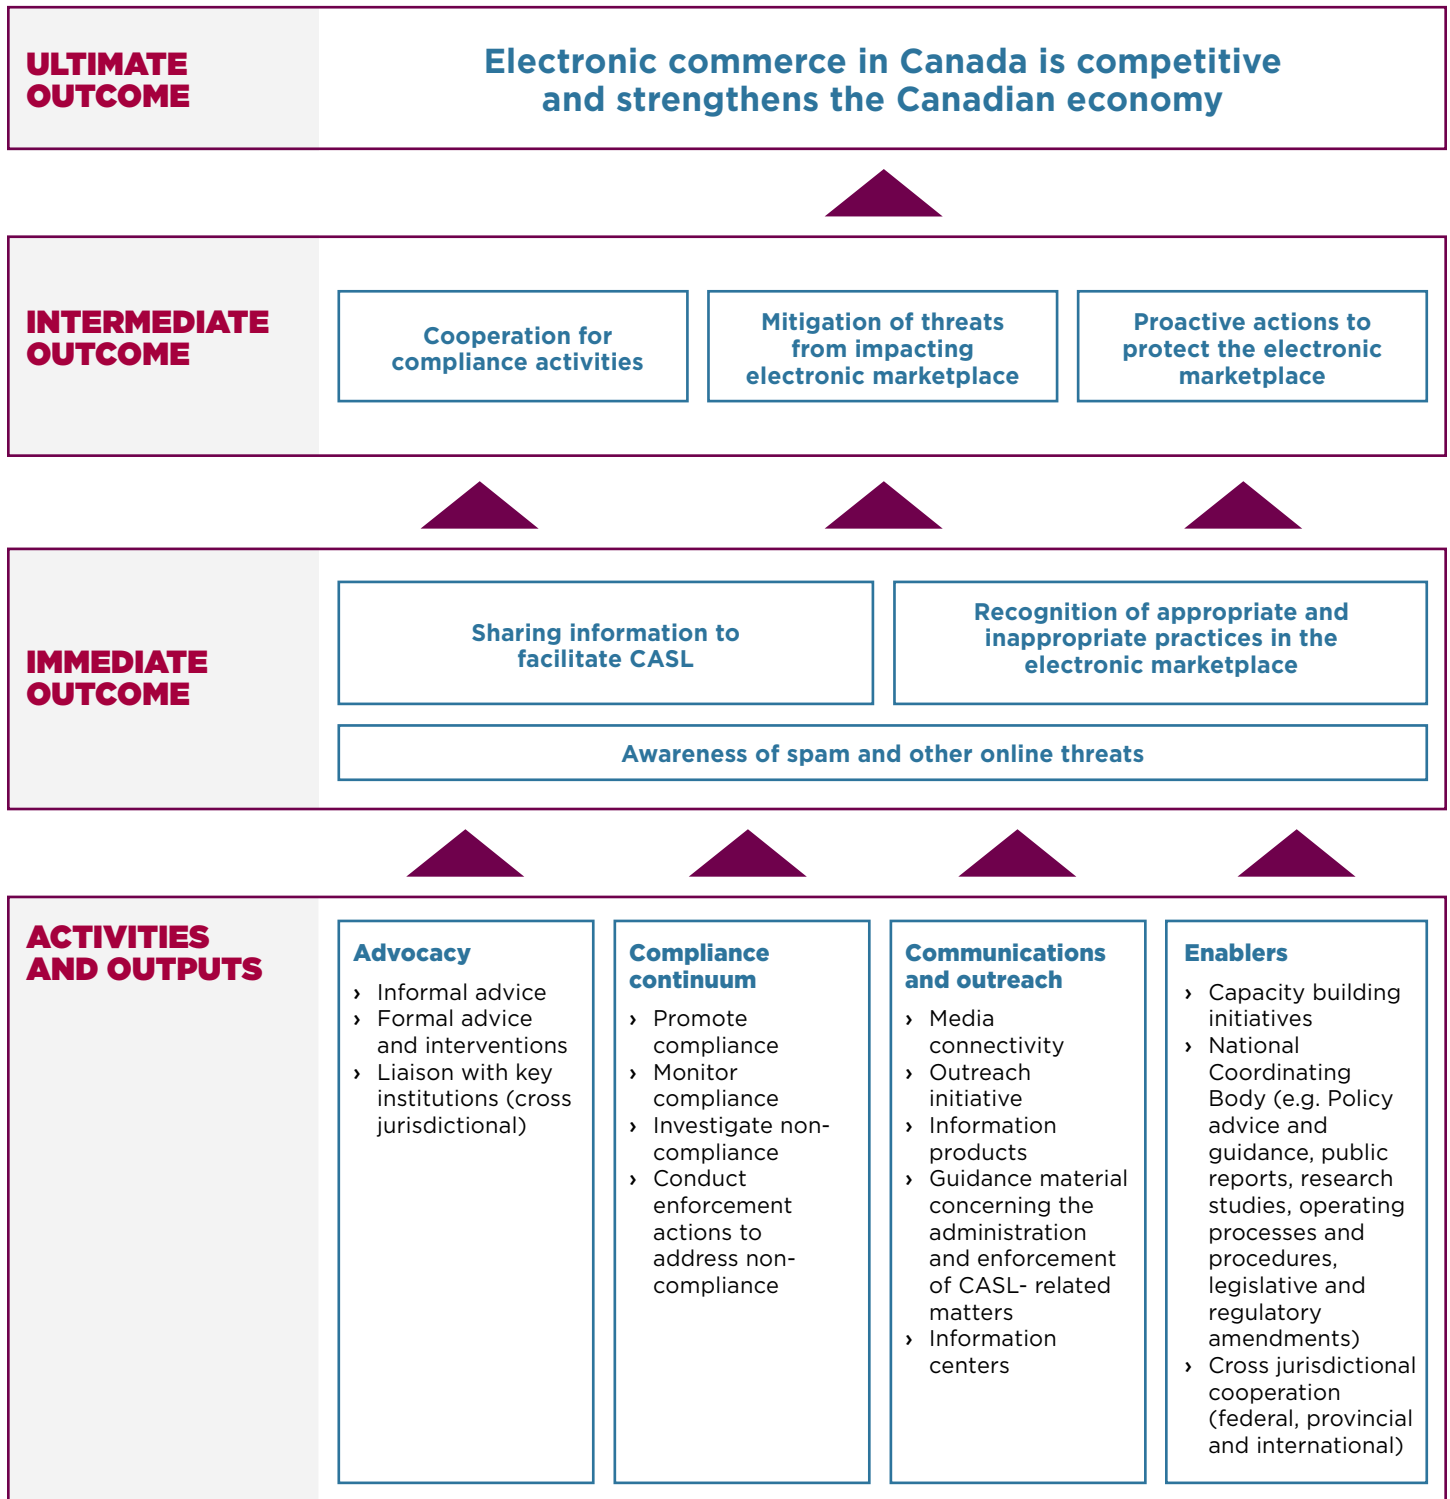 ULTIMATE
OUTCOME
Electronic commerce in Canada is competitive
and strengthens the Canadian economy
INTERMEDIATE
OUTCOME
Cooperation for
compliance activities
Mitigation of threats
from impacting
electronic marketplace
Proactive actions to
protect the electronic
marketplace
IMMEDIATE
OUTCOME
Sharing information to
facilitate CASL
Recognition of appropriate and
inappropriate practices in the
electronic marketplace
Awareness of spam and other online threats
ACTIVITIES
AND OUTPUTS
Advocacy
› Informal advice
› Formal advice
and interventions
› Liaison with key
institutions (cross
jurisdictional)
Compliance
continuum
› Promote
compliance
› Monitor
compliance
› Investigate non-
compliance
› Conduct
enforcement
actions to
address non-
compliance
Communications
and outreach
› Media
connectivity
› Outreach
initiative
› Information
products
› Guidance material
concerning the
administration
and enforcement
of CASL- related
matters
› Information
centers
Enablers
› Capacity building
initiatives
› National
Coordinating
Body (e.g. Policy
advice and
guidance, public
reports, research
studies, operating
processes and
procedures,
legislative and
regulatory
amendments)
› Cross jurisdictional
cooperation
(federal, provincial
and international)